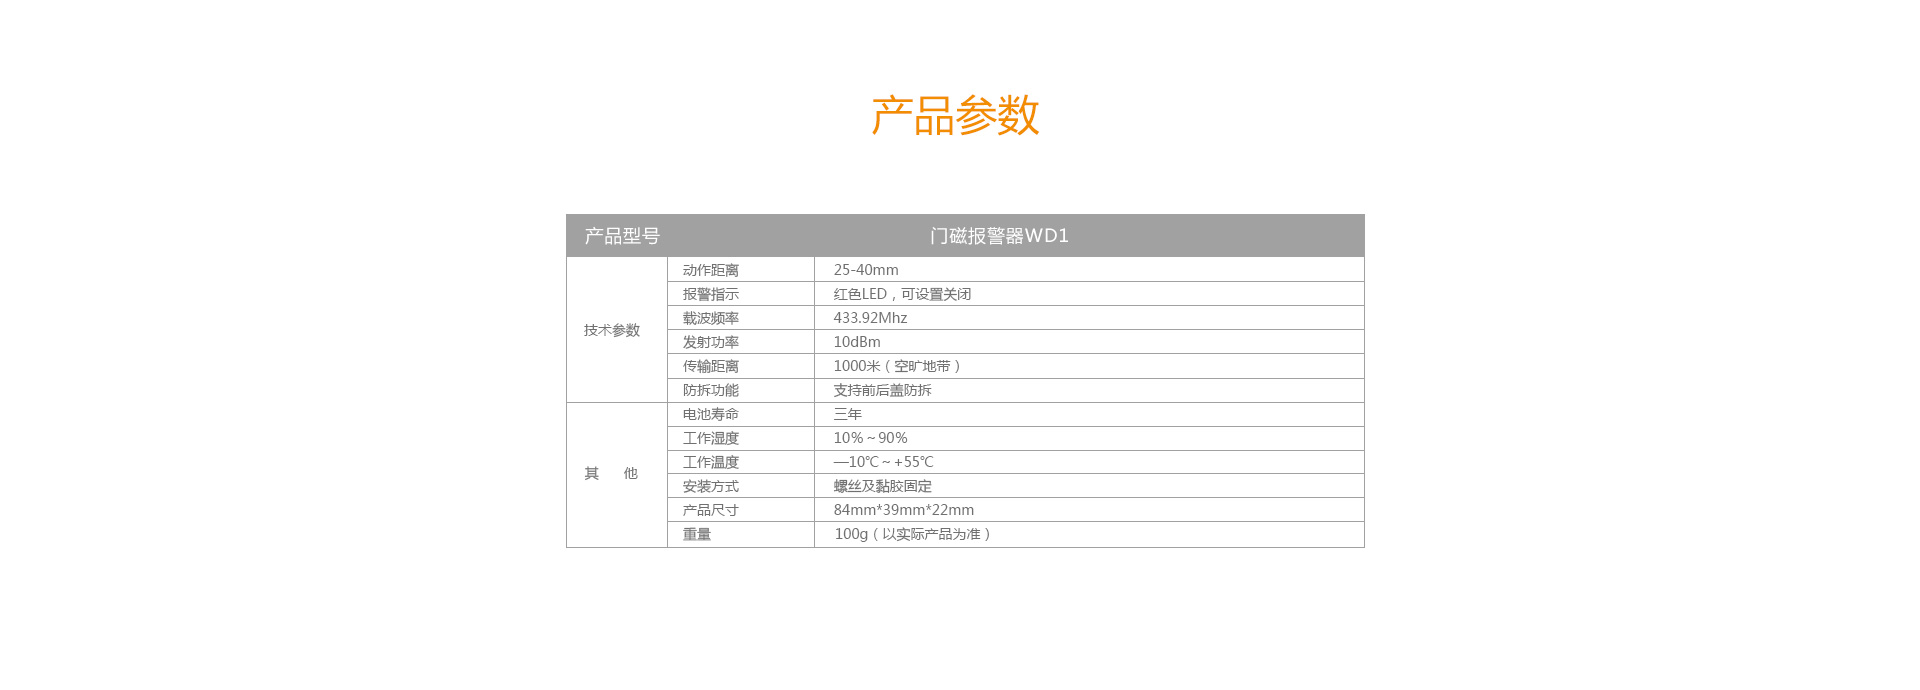 产品参数
产品型号 门磁报警器WD1
技术参数
动作距离 25-40mm
报警指示 红色LED，可设置关闭
载波频率 433.92Mhz
发射功率 10dBm
传输距离 1000米（空旷地带）
防拆功能 支持前后盖防拆
其 他
电池寿命 三年
工作湿度 10%～90%
工作温度 —10℃～+55℃
安装方式 螺丝及黏胶固定
产品尺寸 84mm*39mm*22mm
重量 100g（以实际产品为准）